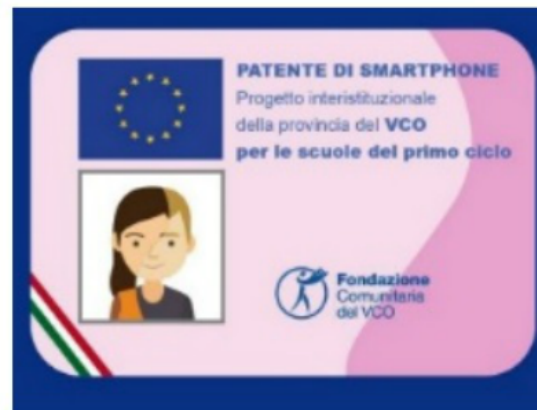 PATENTE DI SMARTPHONE
Progetto interistituzionale
della provincia del VCO
per le scuole del primo ciclo
Fondazione
Comunitaria
del VCO